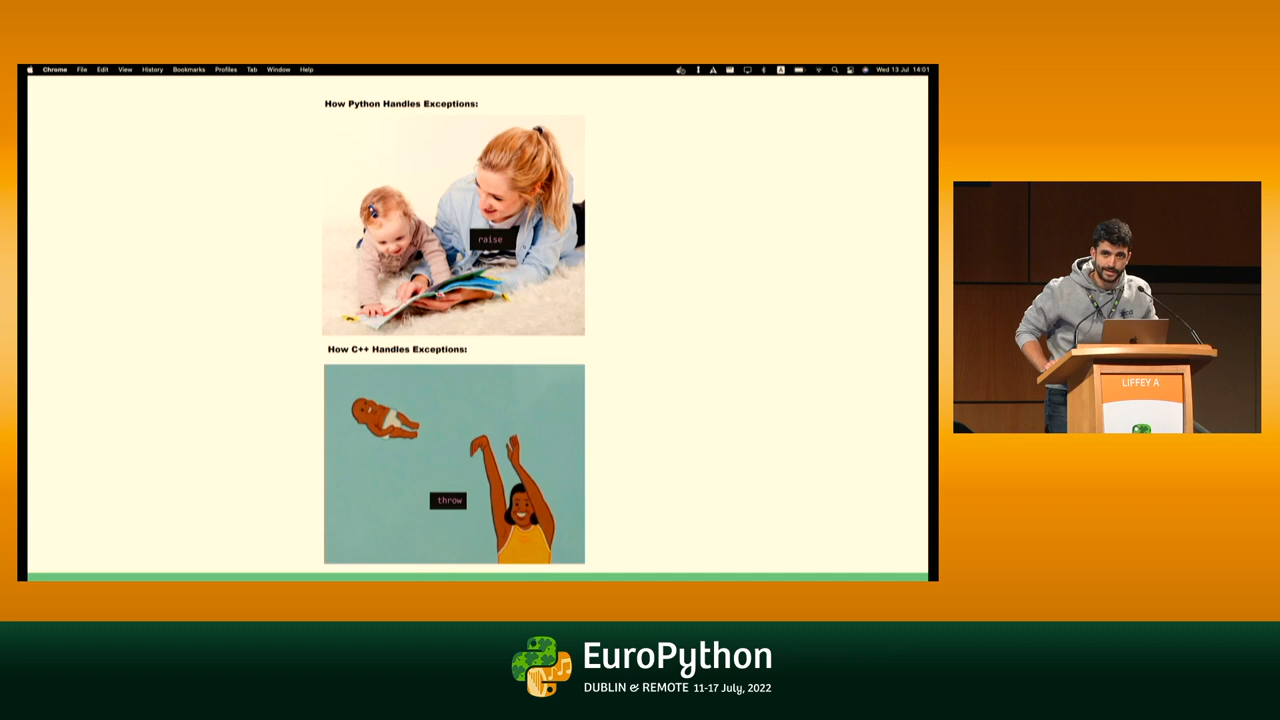 Chrome File Edit View History Bookmarks Profiles Tab Window Help
Wed 13 Jul 14:01
How Python Handles Exceptions:
raise
How C++ Handles Exceptions:
throw
LIFFEY A
EuroPython
DUBLIN & REMOTE 11-17 July, 2022